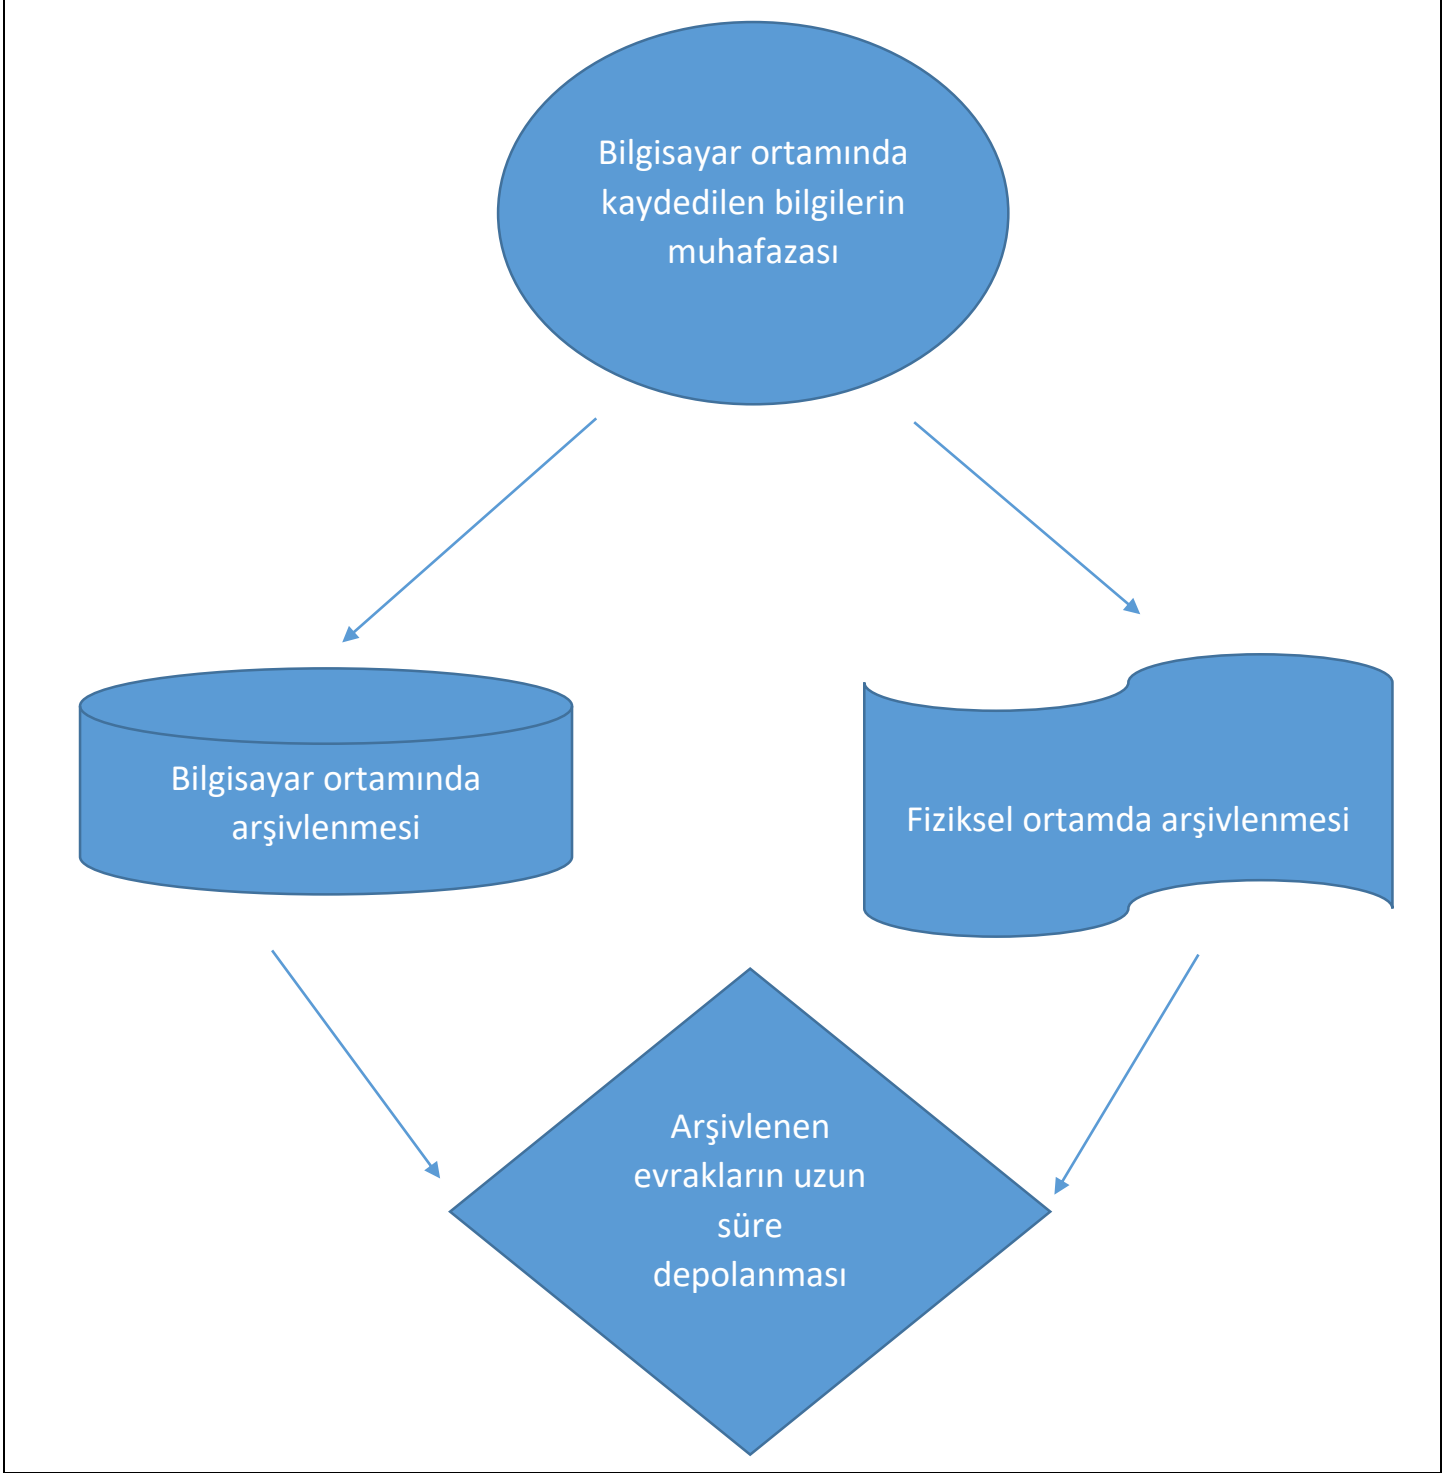 Bilgisayar ortamında
kaydedilen bilgilerin
muhafazası
Bilgisayar ortamında
arşivlenmesi
Fiziksel ortamda arşivlenmesi
Arşivlenen
evrakların uzun
süre
depolanması